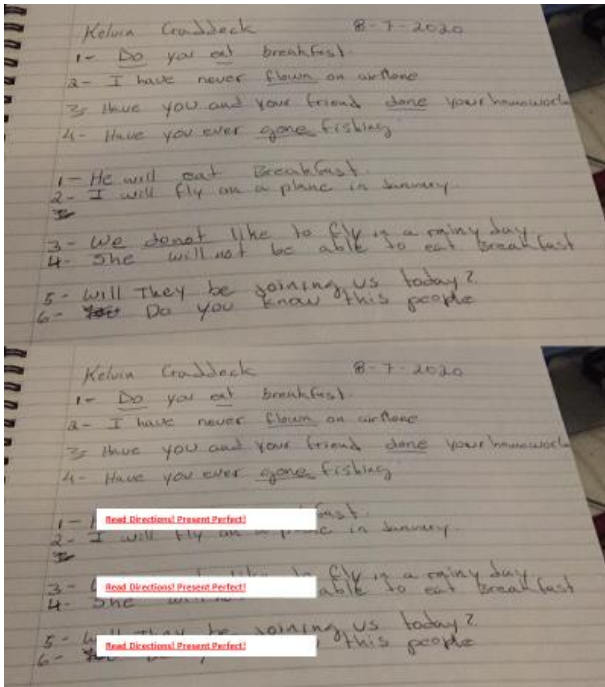 Kelvin Craddock 8-7-2020
1- Do you eat breakfast.
2- I have never flown on airplane
3- Have you and your friend done your homework
4- Have you ever gone fishing
1- He will eat Breakfast.
2- I will fly on a plane in January.
3- We donot like to fly in a rainy day
4- She will not be able to eat Breakfast
5- Will They be joining us today?
6- Do you know this people
Kelvin Craddock 8-7-2020
1- Do you eat breakfast.
2- I have never flown on airplane
3- Have you and your friend done your homework
4- Have you ever gone fishing
1- Read Directions! Present Perfect!
2- I will fly on a plane in January.
3- Read Directions! Present Perfect! to fly in a rainy day
4- She able to eat Breakfast
5- joining us today?
6- Read Directions! Present Perfect! this people